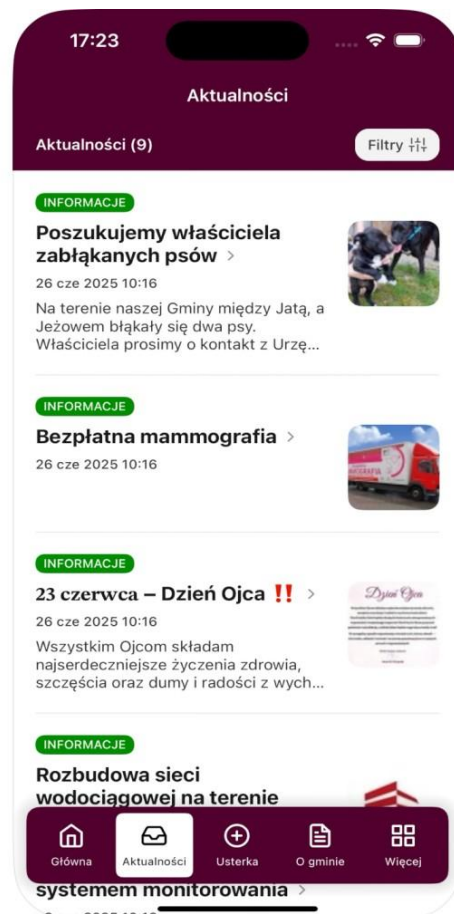 17:23
Aktualności
Aktualności (9)
Filtry
INFORMACJE
Poszukujemy właściciela
zabłąkanych psów
26 cze 2025 10:16
Na terenie naszej Gminy między Jatą, a
Jeżowem błąkały się dwa psy.
Właściciela prosimy o kontakt z Urzę...
INFORMACJE
Bezpłatna mammografia
26 cze 2025 10:16
INFORMACJE
23 czerwca – Dzień Ojca ‼️
Dzień Ojca
26 cze 2025 10:16
Wszystkim Ojcom składam
najserdeczniejsze życzenia zdrowia,
szczęścia oraz dumy i radości z wych...
INFORMACJE
Rozbudowa sieci
wodociągowej na terenie
Główna
Aktualności
Usterka
O gminie
Więcej
systemem monitorowania